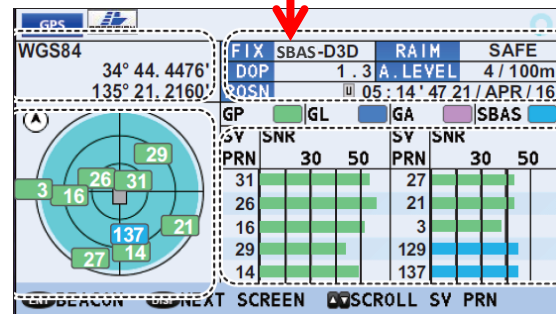 GPS
WGS84
34° 44. 4476'
135° 21. 2160'
FIX SBAS-D3D RAIM SAFE
DOP 1 . 3 A.LEVEL 4 / 100m
POSN U 05 : 14 ' 47 21 / APR / 16
GP GL GA SBAS
SV SNR SV SNR
PRN 30 50 PRN 30 50
31 27
26 21
16 3
29 129
14 137
29
26 31
3 16
21
137
27 14
ENT BEACON DISP NEXT SCREEN SCROLL SV PRN